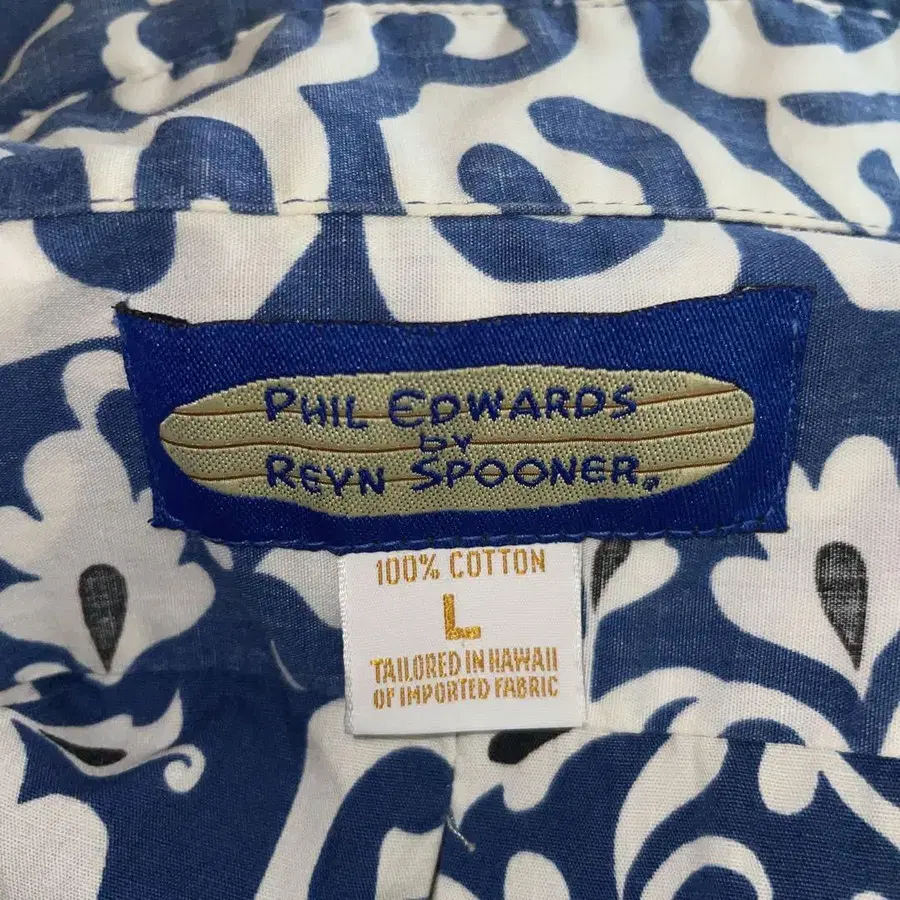 PHIL EDWARDS
BY
REYN SPOONER.
100% COTTON
L
TAILORED IN HAWAII
OF IMPORTED FABRIC